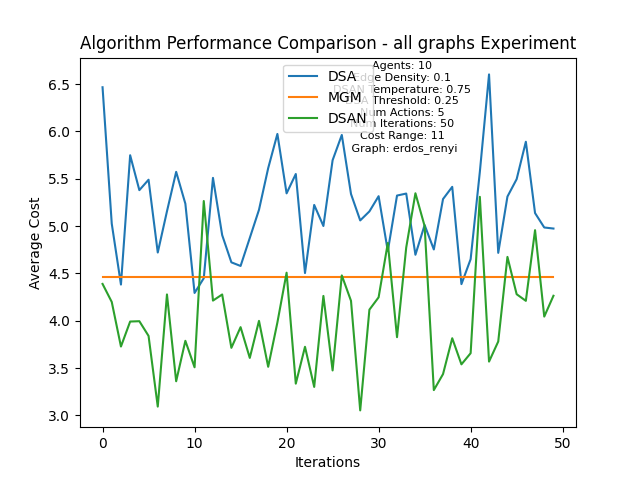 Algorithm Performance Comparison - all graphs Experiment
Agents: 10
Edge Density: 0.1
DSAN Temperature: 0.75
Threshold: 0.25
Num Actions: 5
Num Iterations: 50
Cost Range: 11
Graph: erdos_renyi
DSA
MGM
DSAN
Average Cost
6.5
6.0
5.5
5.0
4.5
4.0
3.5
3.0
0 10 20 30 40 50
Iterations